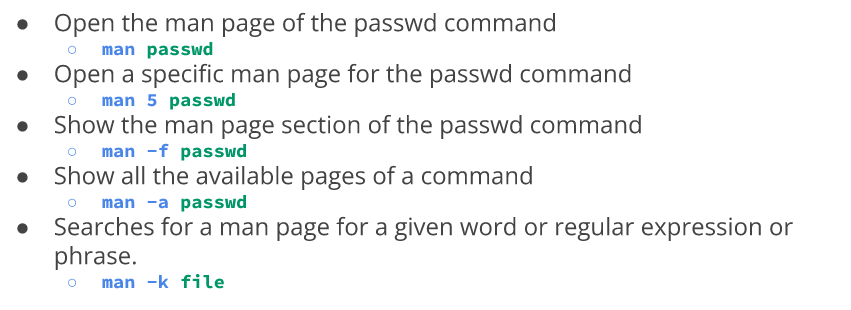 ● Open the man page of the passwd command
○ man passwd
● Open a specific man page for the passwd command
○ man 5 passwd
● Show the man page section of the passwd command
○ man -f passwd
● Show all the available pages of a command
○ man -a passwd
● Searches for a man page for a given word or regular expression or
phrase.
○ man -k file